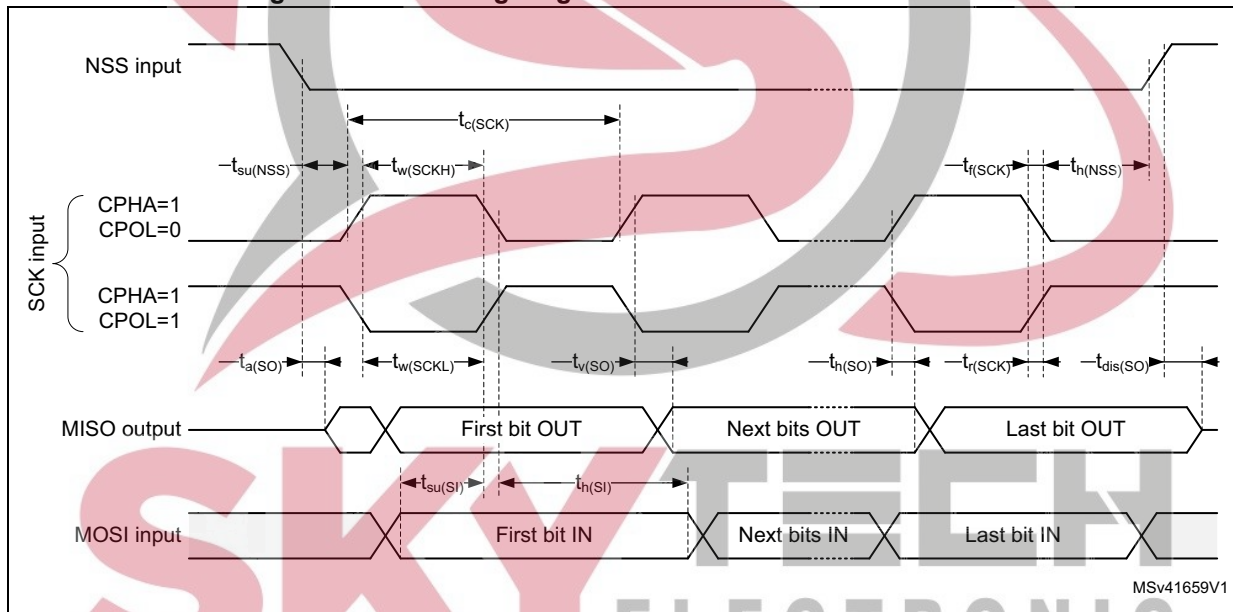 NSS input
tc(SCK)
tsu(NSS)
tw(SCKH)
tf(SCK)
th(NSS)
SCK input
CPHA=1
CPOL=0
CPHA=1
CPOL=1
ta(SO)
tw(SCKL)
tv(SO)
th(SO)
tr(SCK)
tdis(SO)
MISO output
First bit OUT
Next bits OUT
Last bit OUT
tsu(SI)
th(SI)
MOSI input
First bit IN
Next bits IN
Last bit IN
MSv41659V1
SKY TECH